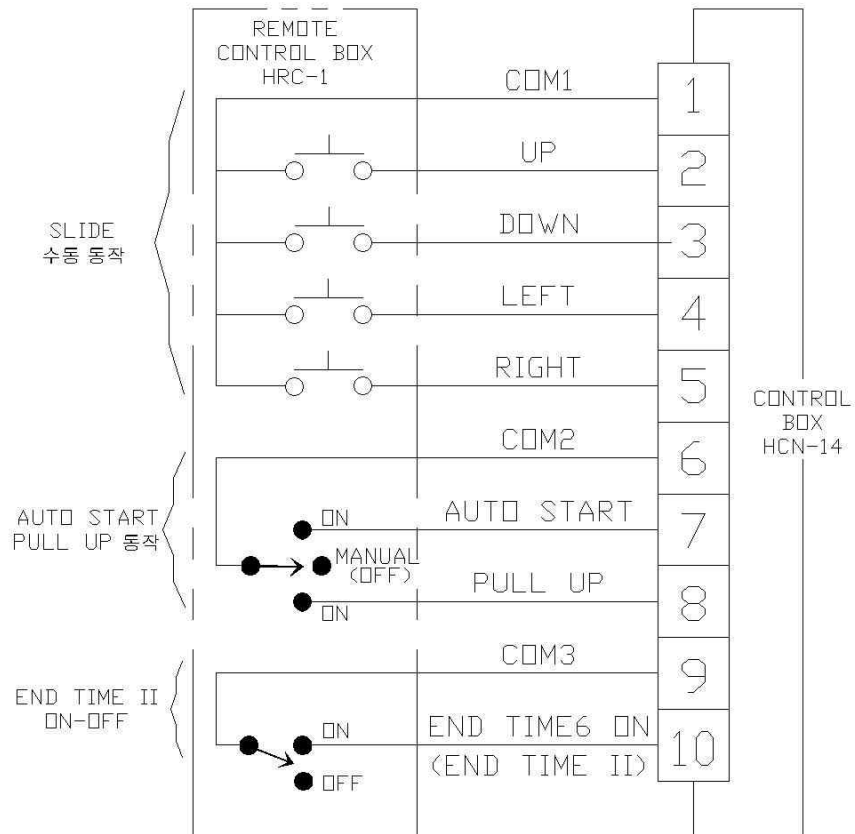 REMOTE
CONTROL BOX
HRC-1
COM1
1
UP
2
DOWN
3
SLIDE
수동 동작
LEFT
4
RIGHT
5
CONTROL
BOX
HCN-14
COM2
6
AUTO START
PULL UP 동작
ON
AUTO START
7
MANUAL
(OFF)
PULL UP
8
ON
COM3
9
END TIME II
ON-OFF
ON
END TIME6 ON
(END TIME II)
10
OFF